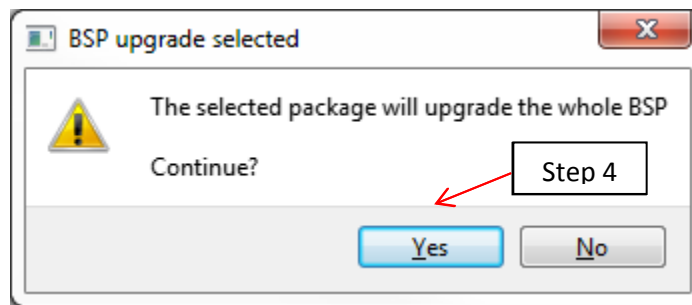 BSP upgrade selected
The selected package will upgrade the whole BSP
Continue?
Step 4
Yes
No